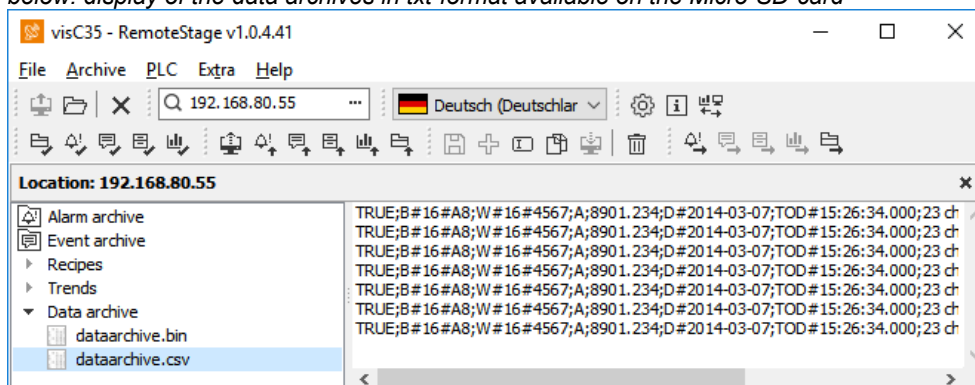 below: display of the data archives in txt format available on the Micro SD card
visC35 - RemoteStage v1.0.4.41
File Archive PLC Extra Help
192.168.80.55 ... Deutsch (Deutschlar
Location: 192.168.80.55
Alarm archive
Event archive
Recipes
Trends
Data archive
dataarchive.bin
dataarchive.csv
TRUE;B#16#A8;W#16#4567;A;8901.234;D#2014-03-07;TOD#15:26:34.000;23 ch
TRUE;B#16#A8;W#16#4567;A;8901.234;D#2014-03-07;TOD#15:26:34.000;23 ch
TRUE;B#16#A8;W#16#4567;A;8901.234;D#2014-03-07;TOD#15:26:34.000;23 ch
TRUE;B#16#A8;W#16#4567;A;8901.234;D#2014-03-07;TOD#15:26:34.000;23 ch
TRUE;B#16#A8;W#16#4567;A;8901.234;D#2014-03-07;TOD#15:26:34.000;23 ch
TRUE;B#16#A8;W#16#4567;A;8901.234;D#2014-03-07;TOD#15:26:34.000;23 ch
TRUE;B#16#A8;W#16#4567;A;8901.234;D#2014-03-07;TOD#15:26:34.000;23 ch